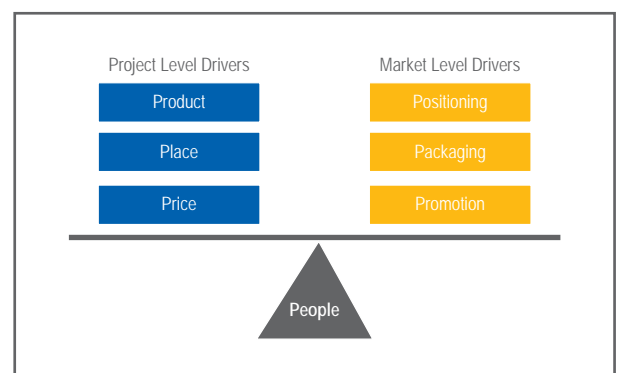 Project Level Drivers
Product
Place
Price
Market Level Drivers
Positioning
Packaging
Promotion
People